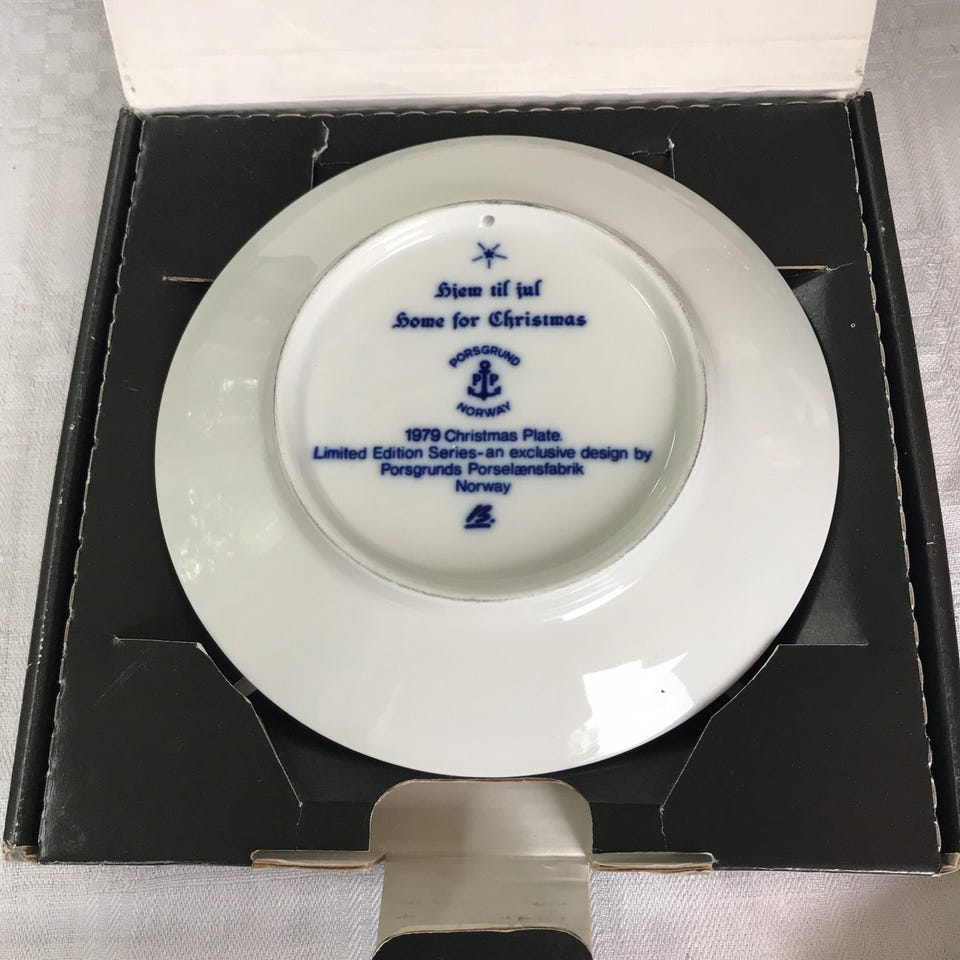 Hjem til jul
Home for Christmas
PORSGRUND
PP
NORWAY
1979 Christmas Plate.
Limited Edition Series-an exclusive design by
Porsgrunds Porselænsfabrik
Norway